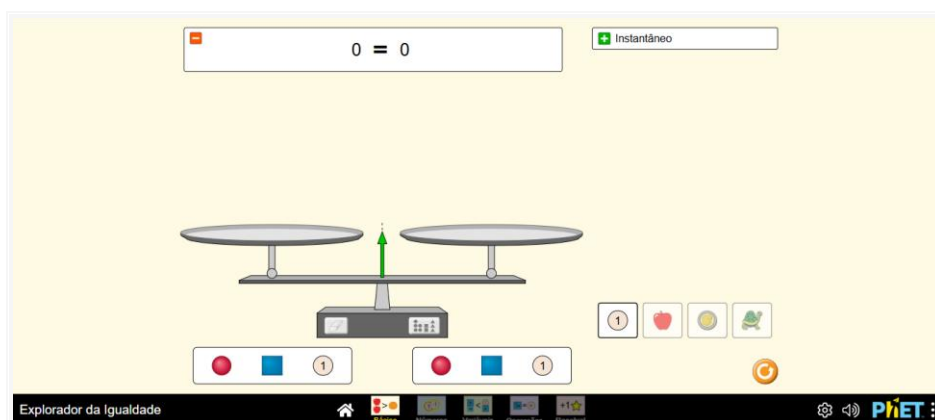 0 = 0
Instantâneo
1
1 1
Explorador da Igualdade
PhET